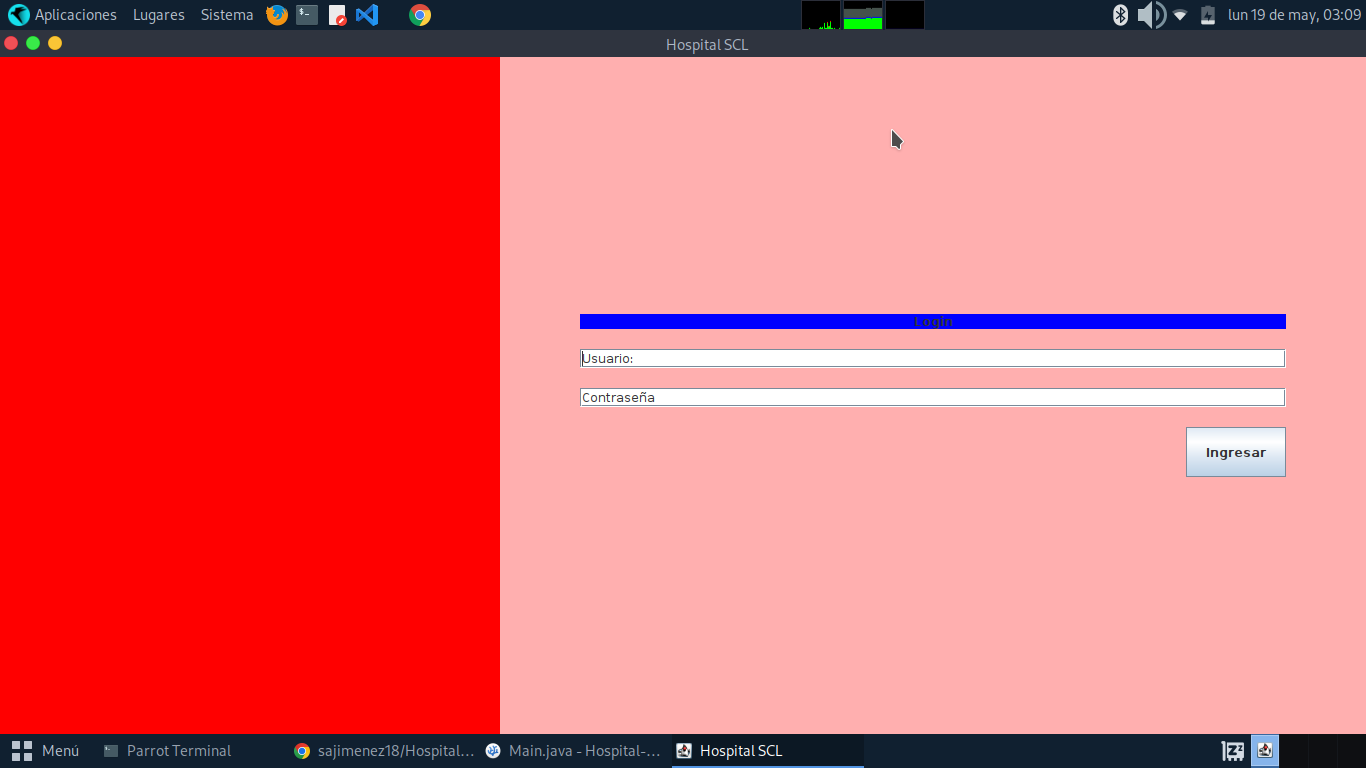 Aplicaciones Lugares Sistema lun 19 de may, 03:09
Hospital SCL
Login
Usuario:
Contraseña
Ingresar
Menú Parrot Terminal sajimenez18/Hospital... Main.java - Hospital-... Hospital SCL